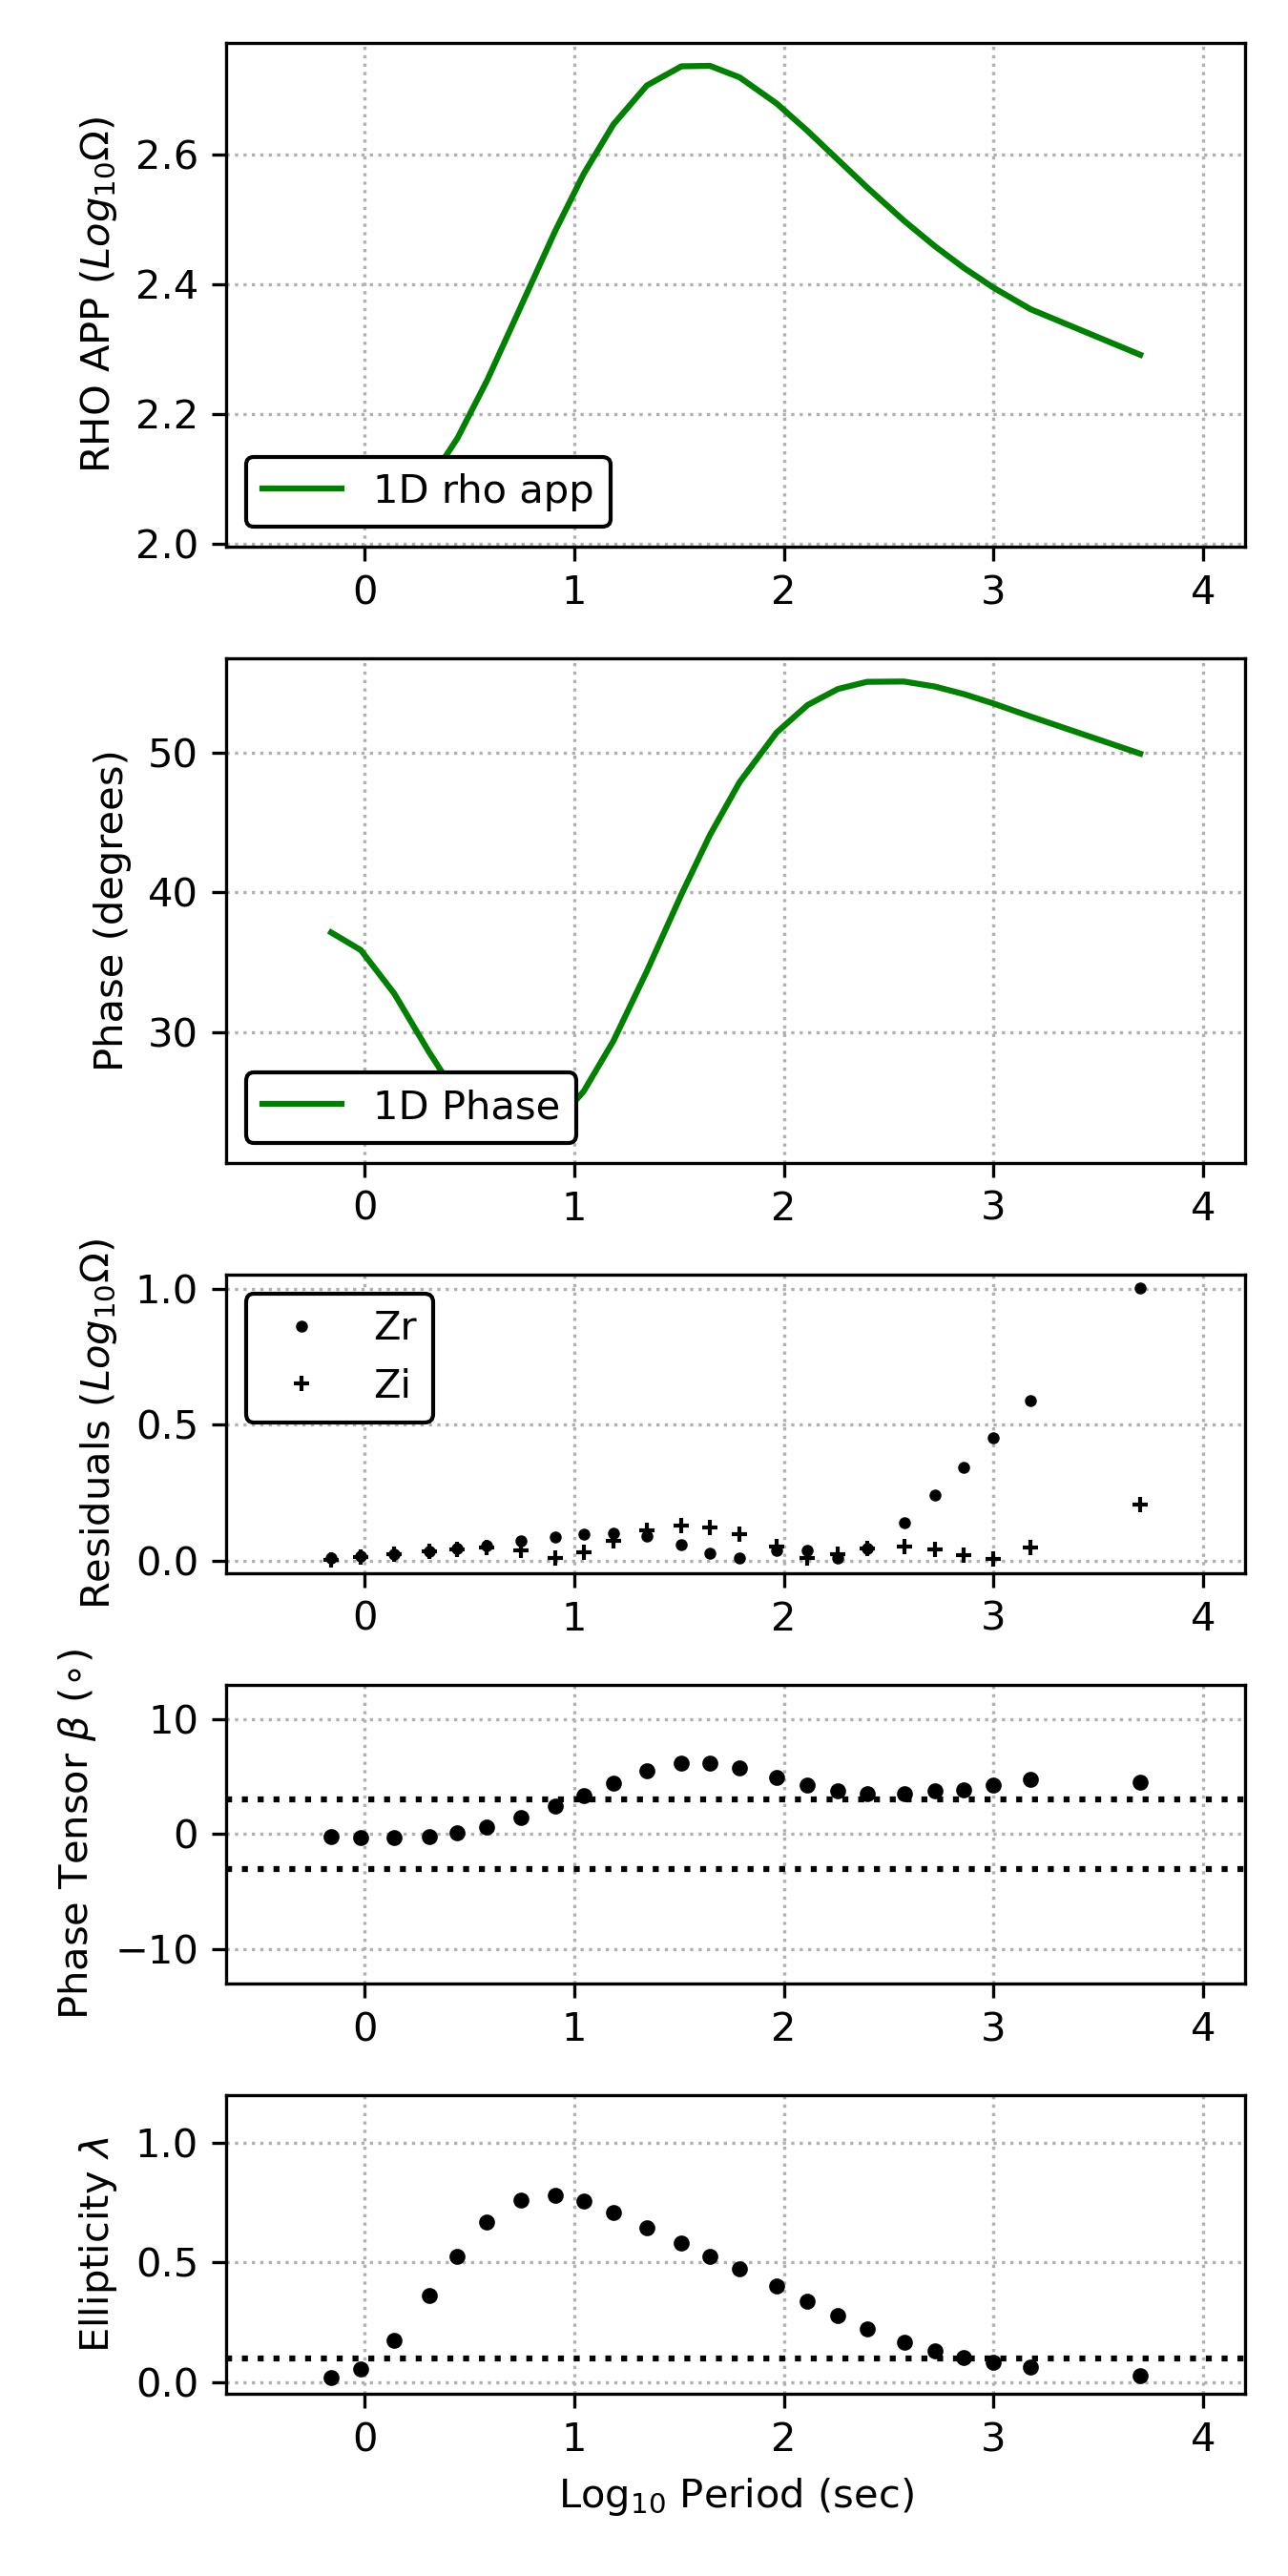 RHO APP (Log₁₀Ω)
2.6
2.4
2.2
2.0
1D rho app
0 1 2 3 4
Phase (degrees)
50
40
30
1D Phase
0 1 2 3 4
Residuals (Log₁₀Ω)
1.0
0.5
0.0
Zr
Zi
0 1 2 3 4
Phase Tensor β (∘)
10
0
−10
0 1 2 3 4
Ellipticity λ
1.0
0.5
0.0
0 1 2 3 4
Log₁₀ Period (sec)